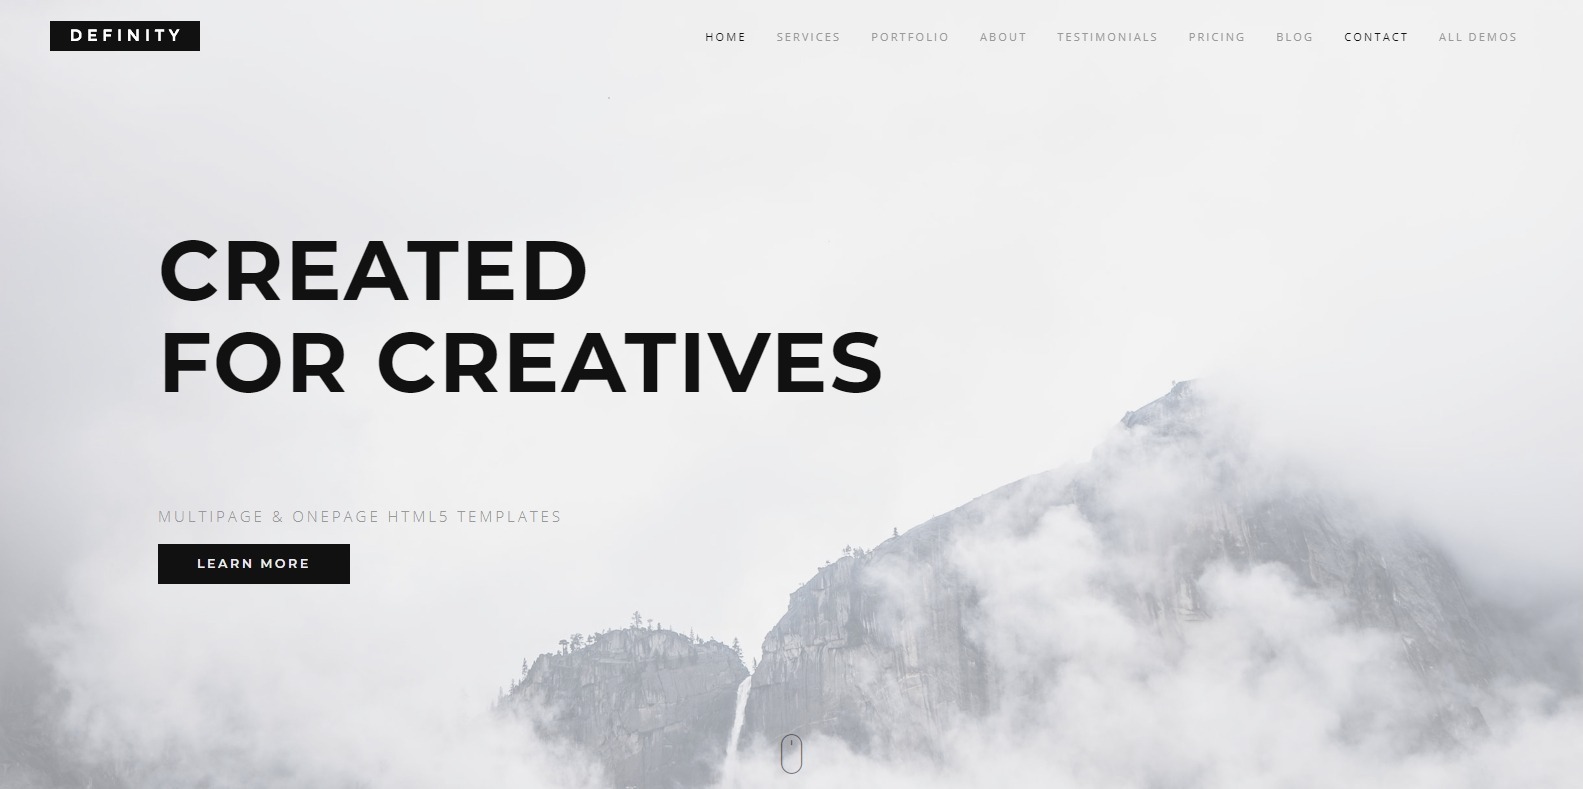 DEFINITY
HOME SERVICES PORTFOLIO ABOUT TESTIMONIALS PRICING BLOG CONTACT ALL DEMOS
CREATED
FOR CREATIVES
MULTIPAGE & ONEPAGE HTML5 TEMPLATES
LEARN MORE